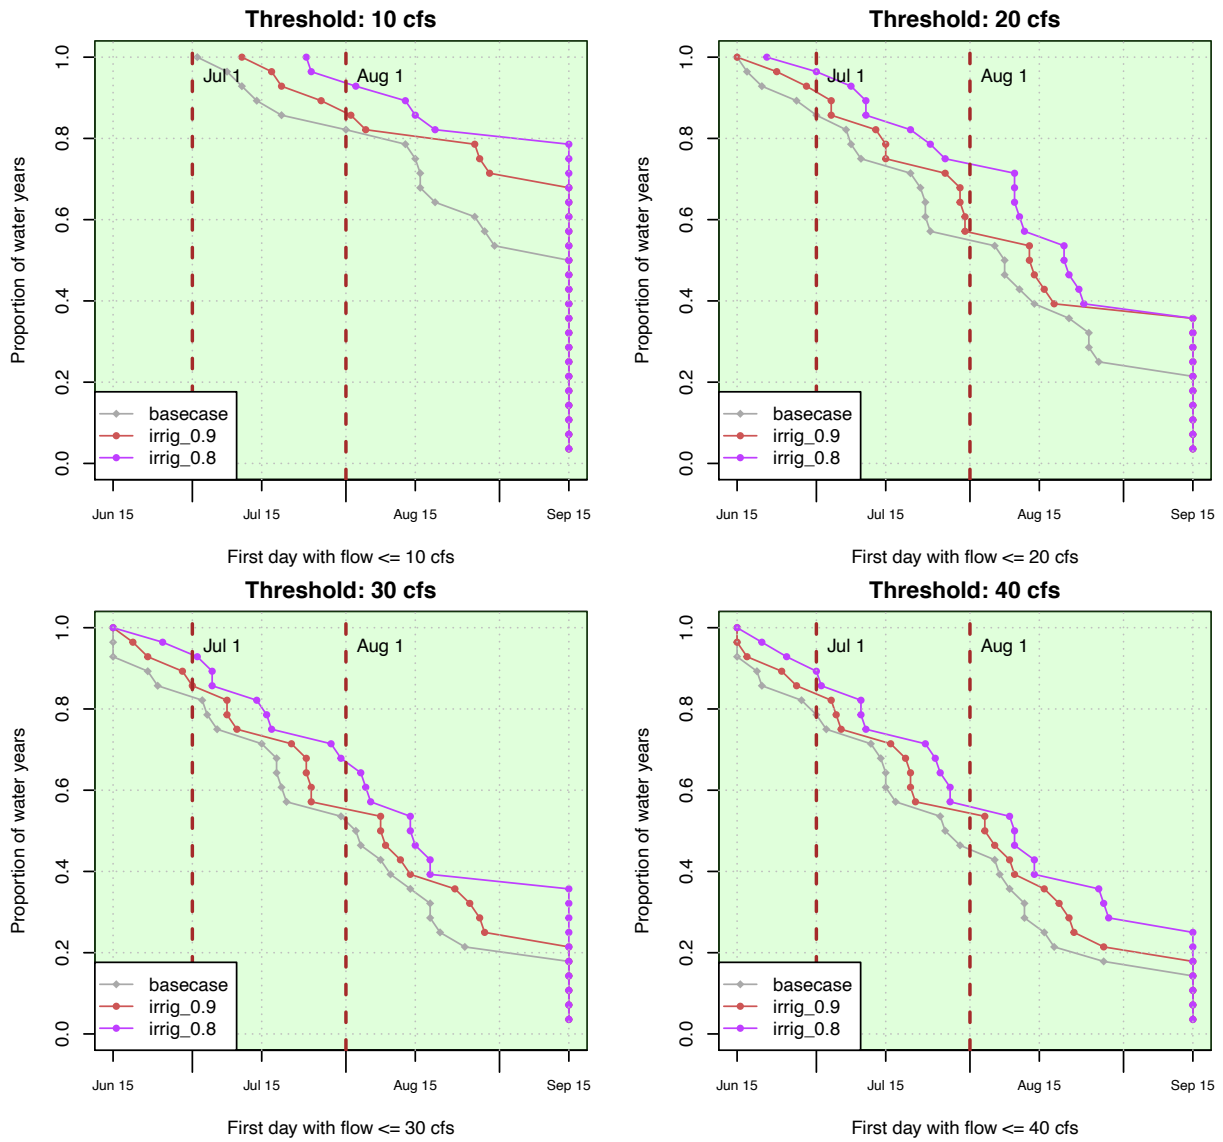 Threshold: 10 cfs
Proportion of water years
1.0
0.8
0.6
0.4
0.2
0.0
Jul 1
Aug 1
basecase
irrig_0.9
irrig_0.8
Jun 15
Jul 15
Aug 15
Sep 15
First day with flow <= 10 cfs
Threshold: 20 cfs
Proportion of water years
1.0
0.8
0.6
0.4
0.2
0.0
Jul 1
Aug 1
basecase
irrig_0.9
irrig_0.8
Jun 15
Jul 15
Aug 15
Sep 15
First day with flow <= 20 cfs
Threshold: 30 cfs
Proportion of water years
1.0
0.8
0.6
0.4
0.2
0.0
Jul 1
Aug 1
basecase
irrig_0.9
irrig_0.8
Jun 15
Jul 15
Aug 15
Sep 15
First day with flow <= 30 cfs
Threshold: 40 cfs
Proportion of water years
1.0
0.8
0.6
0.4
0.2
0.0
Jul 1
Aug 1
basecase
irrig_0.9
irrig_0.8
Jun 15
Jul 15
Aug 15
Sep 15
First day with flow <= 40 cfs